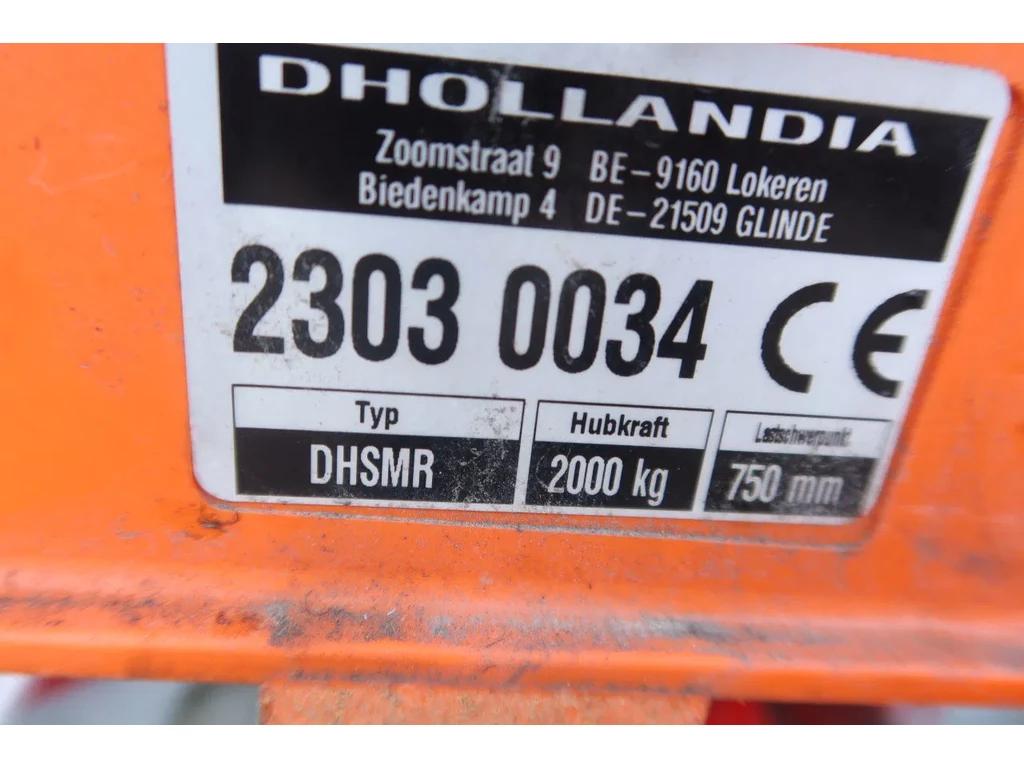 DHOLLANDIA
Zoomstraat 9 BE-9160 Lokeren
Biedenkamp 4 DE-21509 GLINDE
2303 0034 CE
Typ Hubkraft Lastschwerpunkt
DHSMR 2000 kg 750 mm